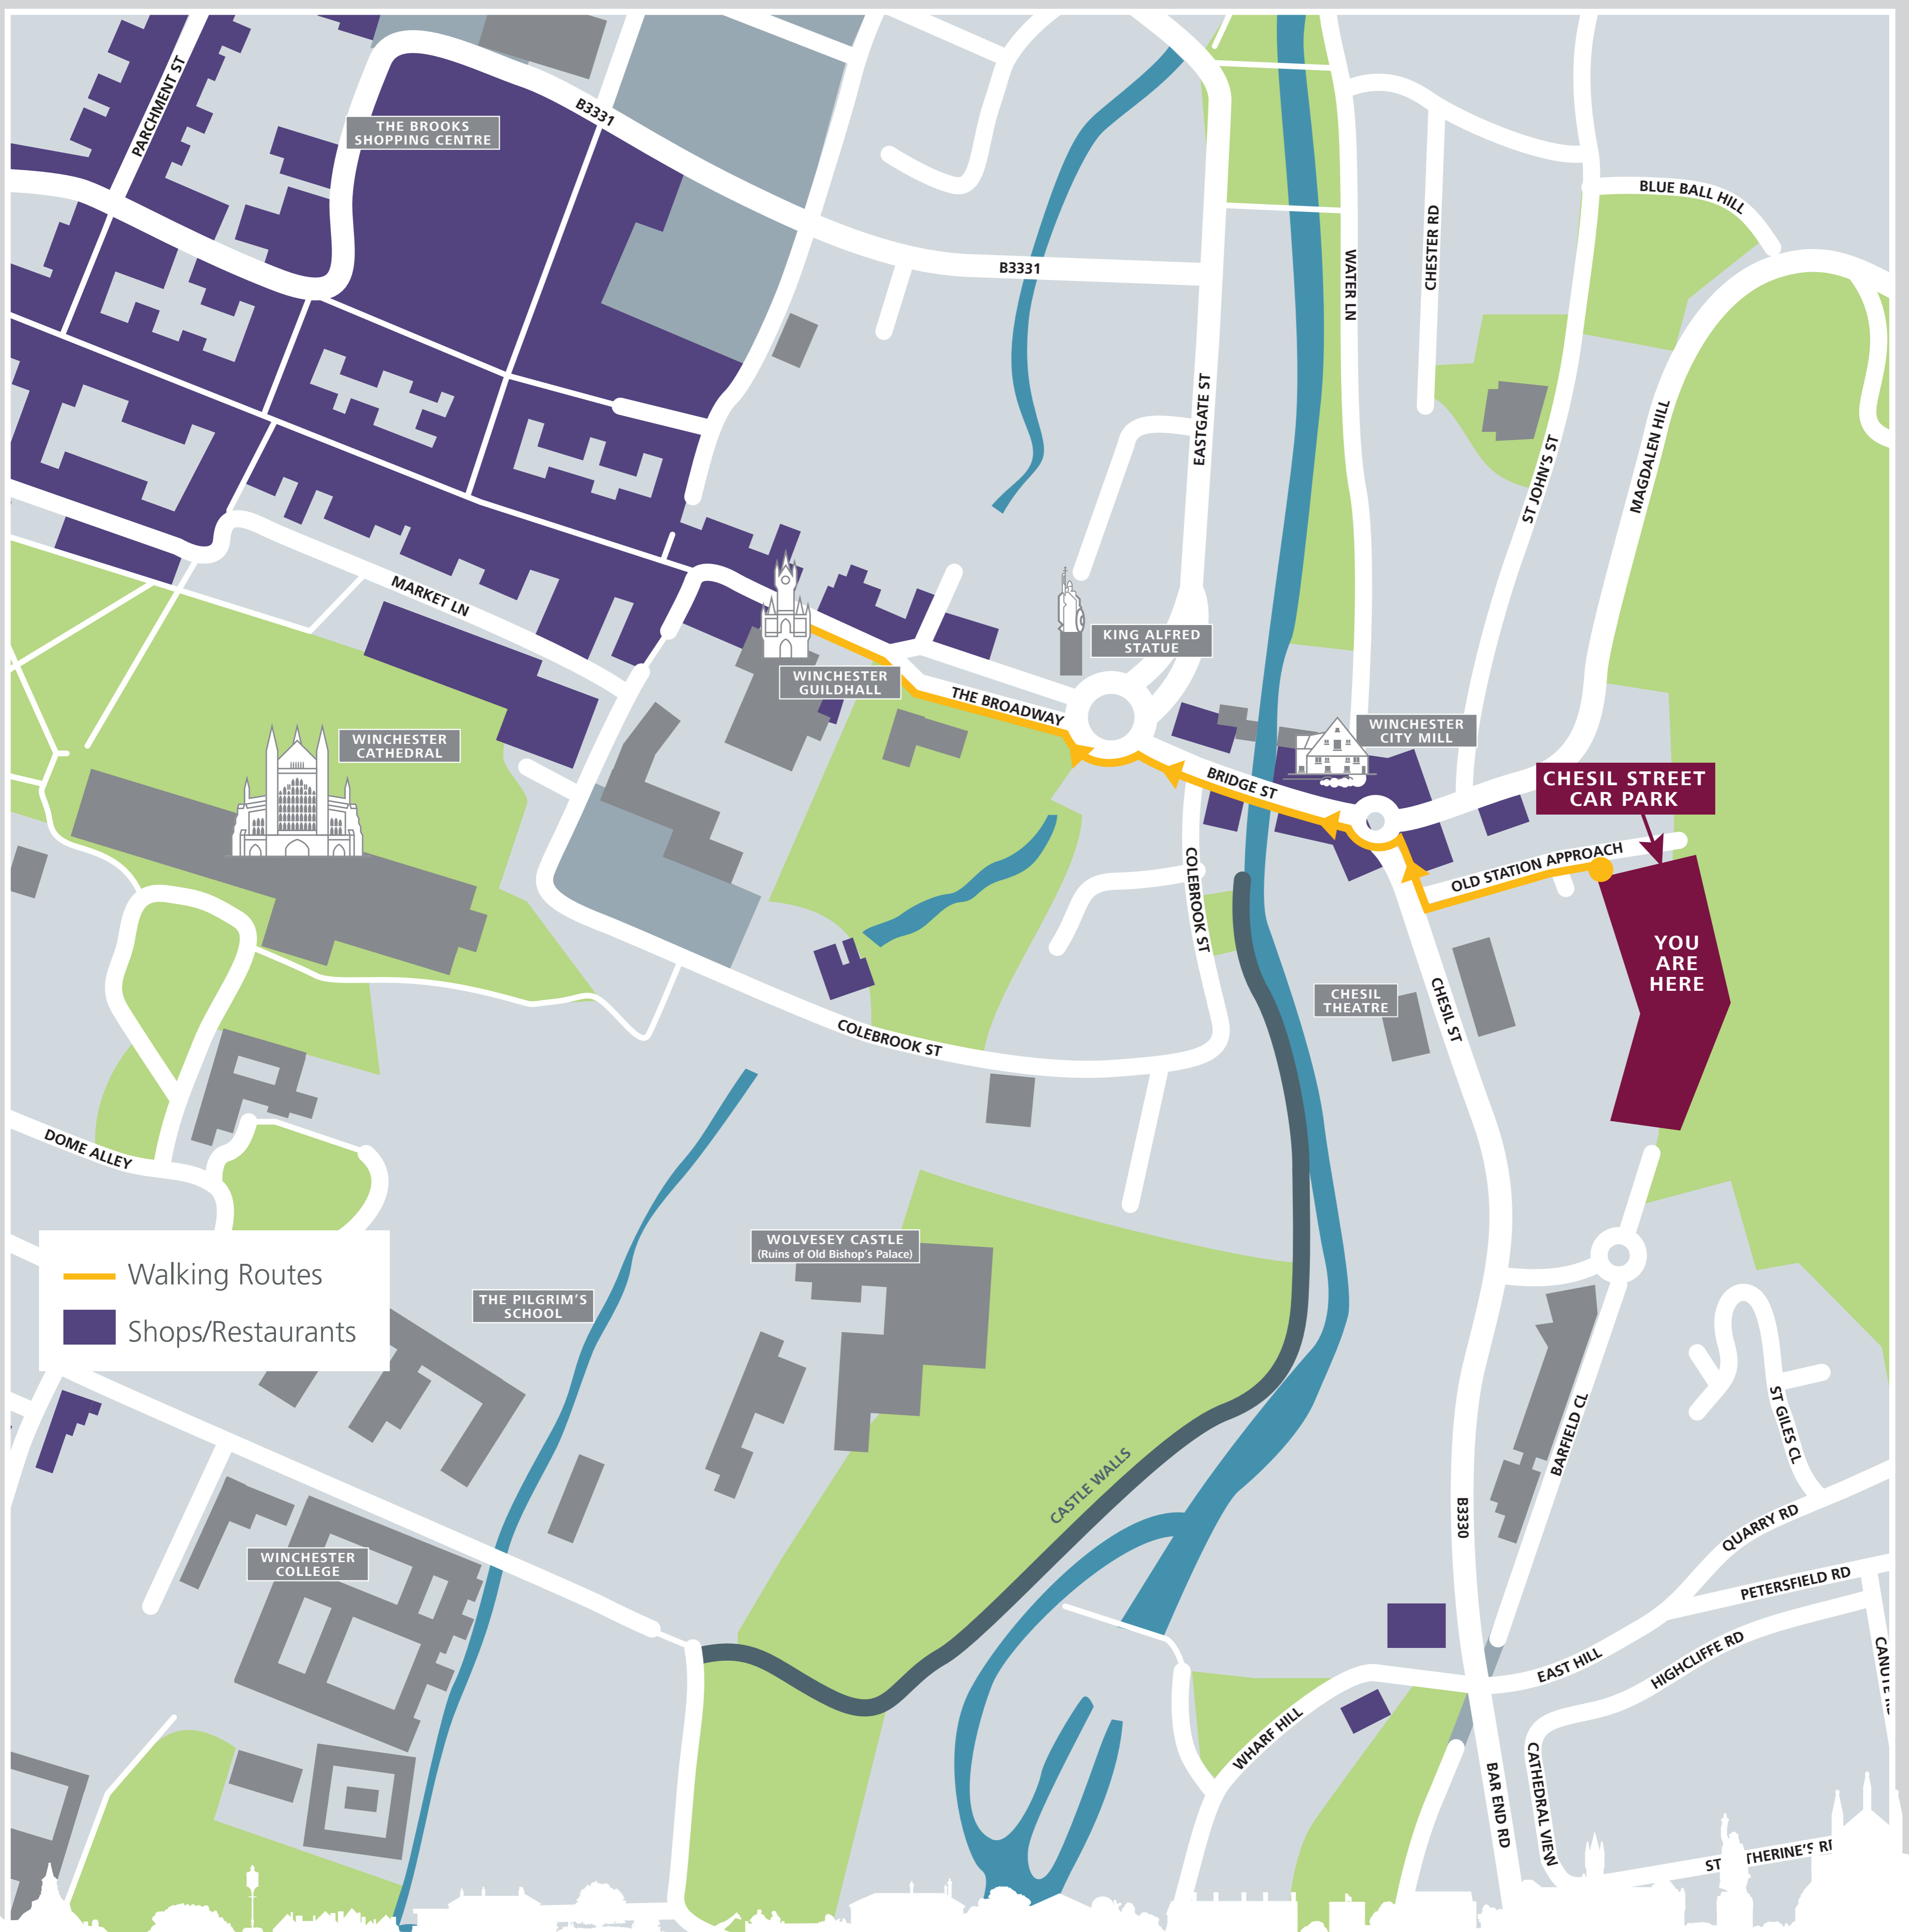 PARCHMENT ST
THE BROOKS
SHOPPING CENTRE
B3331
B3331
EASTGATE ST
WATER LN
CHESTER RD
BLUE BALL HILL
ST JOHN'S ST
MAGDALEN HILL
MARKET LN
KING ALFRED
STATUE
WINCHESTER
GUILDHALL
THE BROADWAY
WINCHESTER
CATHEDRAL
WINCHESTER
CITY MILL
BRIDGE ST
CHESIL STREET
CAR PARK
OLD STATION APPROACH
YOU
ARE
HERE
COLEBROOK ST
COLEBROOK ST
CHESIL
THEATRE
CHESIL ST
DOME ALLEY
WOLVESEY CASTLE
(Ruins of Old Bishop's Palace)
Walking Routes
Shops/Restaurants
THE PILGRIM'S
SCHOOL
CASTLE WALLS
BARFIELD CL
ST GILES CL
B3330
QUARRY RD
PETERSFIELD RD
WINCHESTER
COLLEGE
EAST HILL
HIGHCLIFFE RD
WHARF HILL
BAR END RD
CATHEDRAL VIEW